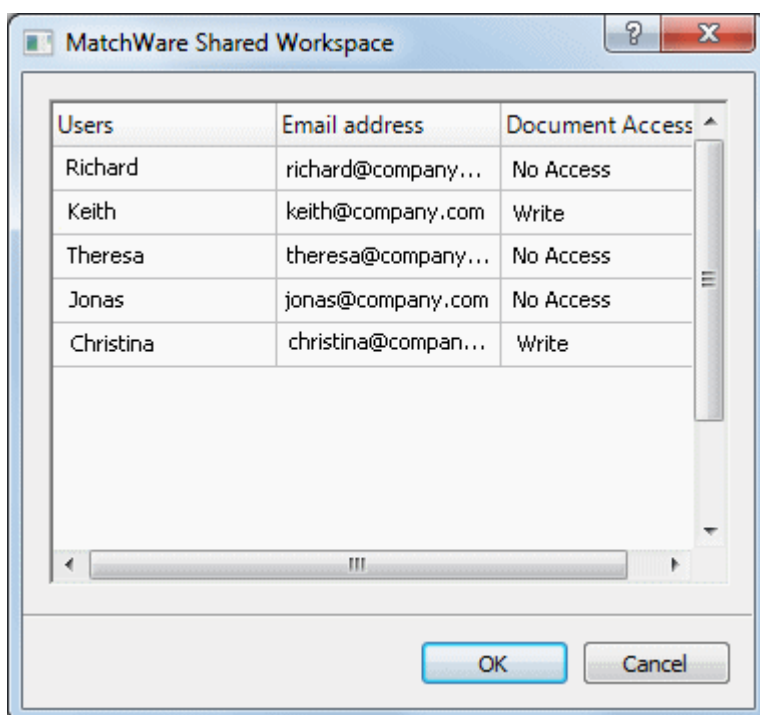 MatchWare Shared Workspace
Users Email address Document Access
Richard richard@company... No Access
Keith keith@company.com Write
Theresa theresa@company... No Access
Jonas jonas@company.com No Access
Christina christina@compan... Write
OK Cancel